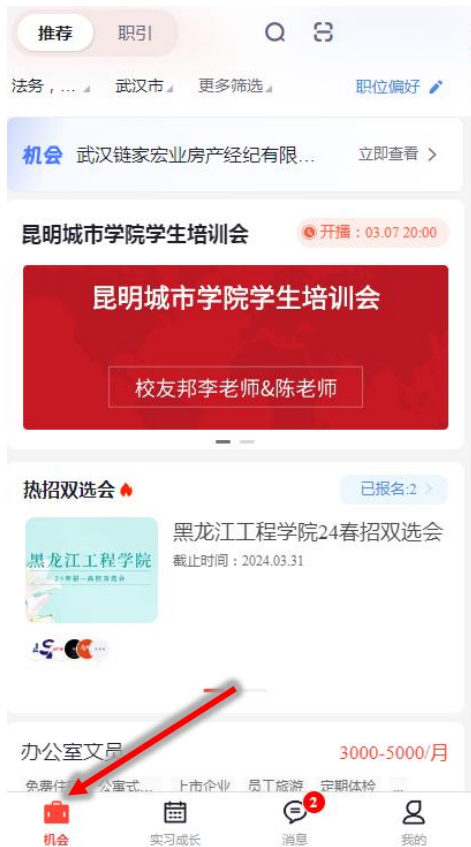 推荐 职引
法务，... 武汉市 更多筛选 职位偏好
机会 武汉链家宏业房产经纪有限... 立即查看 >
昆明城市学院学生培训会 开播：03.07 20:00
昆明城市学院学生培训会
校友邦李老师&陈老师
热招双选会 已报名:2 >
黑龙江工程学院24春招双选会
截止时间：2024.03.31
黑龙江工程学院
办公室文员 3000-5000/月
免费住 公寓式... 上市企业 员工旅游 定期体检 ...
2
机会 实习成长 消息 我的